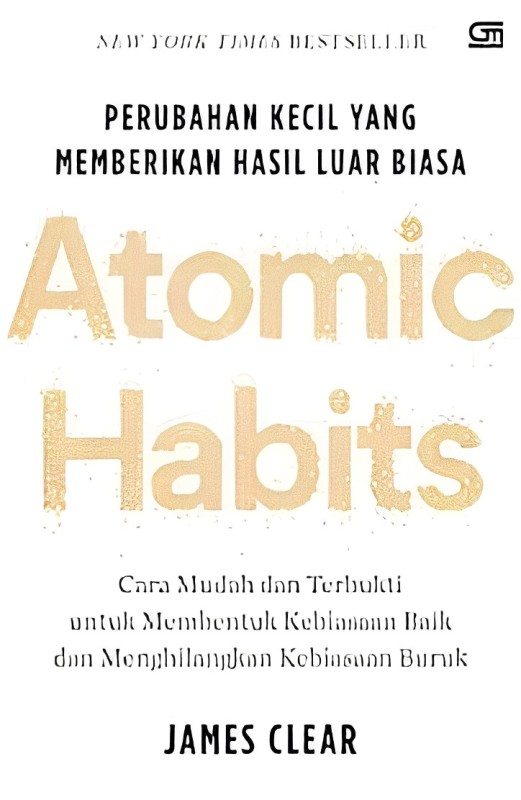 NEW YORK TIMES BESTSELLER
PERUBAHAN KECIL YANG
MEMBERIKAN HASIL LUAR BIASA
Atomic
Habits
Cara Mudah dan Terbukti
untuk Membentuk Kebiasaan Baik
dan Menghilangkan Kebiasaan Buruk
JAMES CLEAR